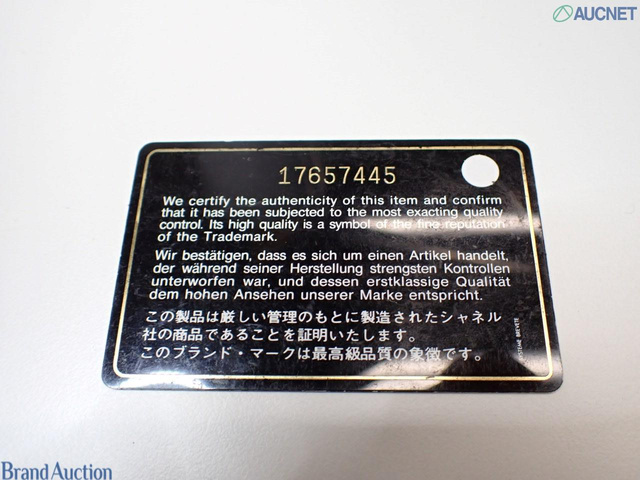 AUCNET
17657445
We certify the authenticity of this item and confirm
that it has been subjected to the most exacting quality
control. Its high quality is a symbol of the fine reputation
of the Trademark.
Wir bestätigen, dass es sich um einen Artikel handelt,
der während seiner Herstellung strengsten Kontrollen
unterworfen war, und dessen erstklassige Qualität
dem hohen Ansehen unserer Marke entspricht.
この製品は厳しい管理のもとに製造されたシャネル
社の商品であることを証明いたします。
このブランド・マークは最高級品質の象徴です。
SYSTEME BREVETE
Brand Auction